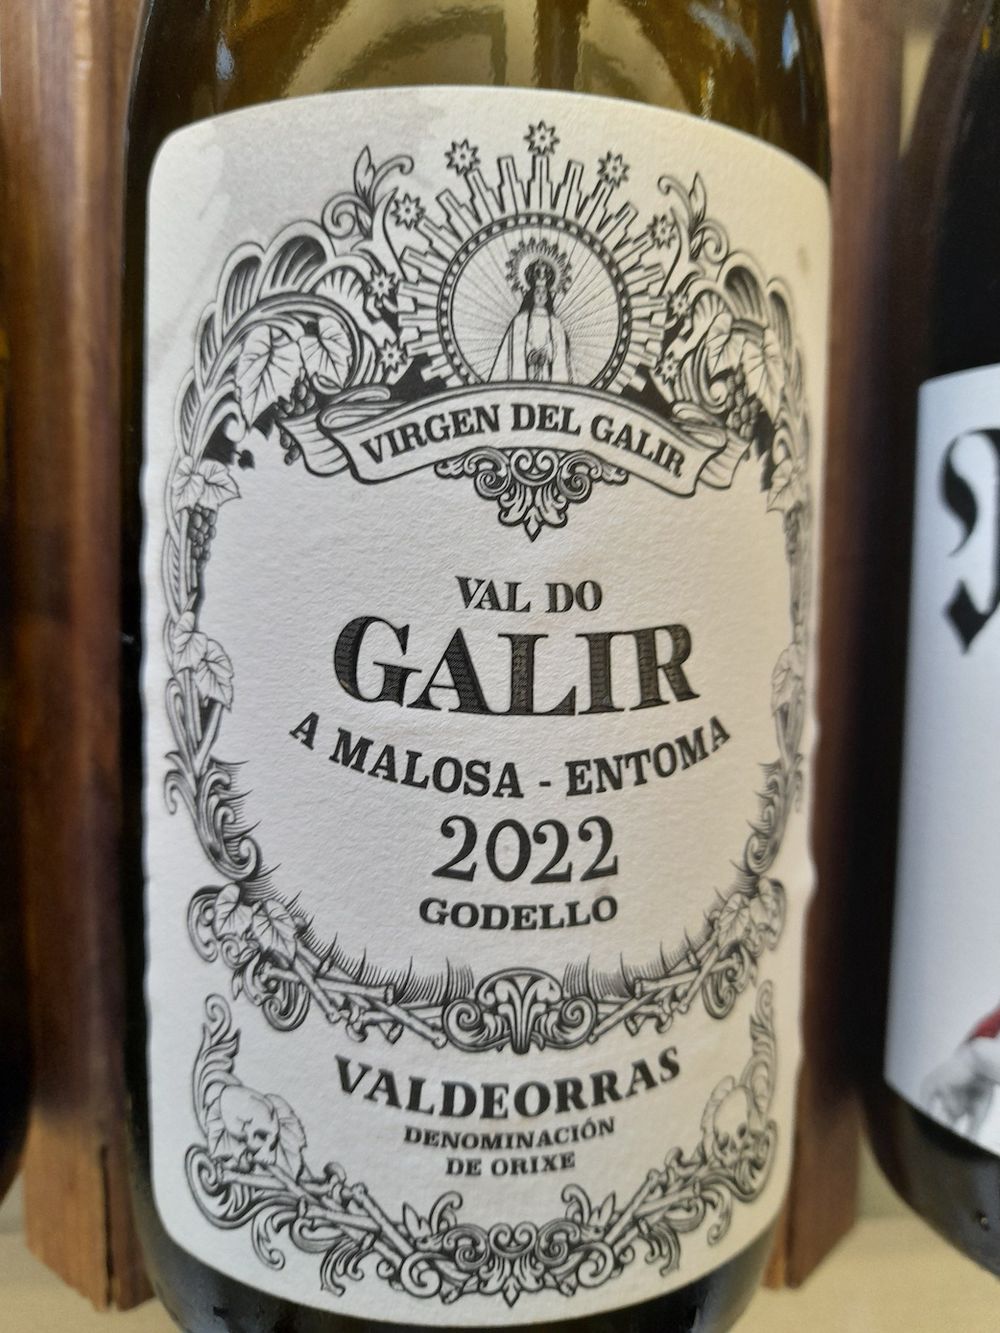 VIRGEN DEL GALIR
VAL DO
GALIR
A MALOSA - ENTOMA
2022
GODELLO
VALDEORRAS
DENOMINACIÓN
DE ORIXE